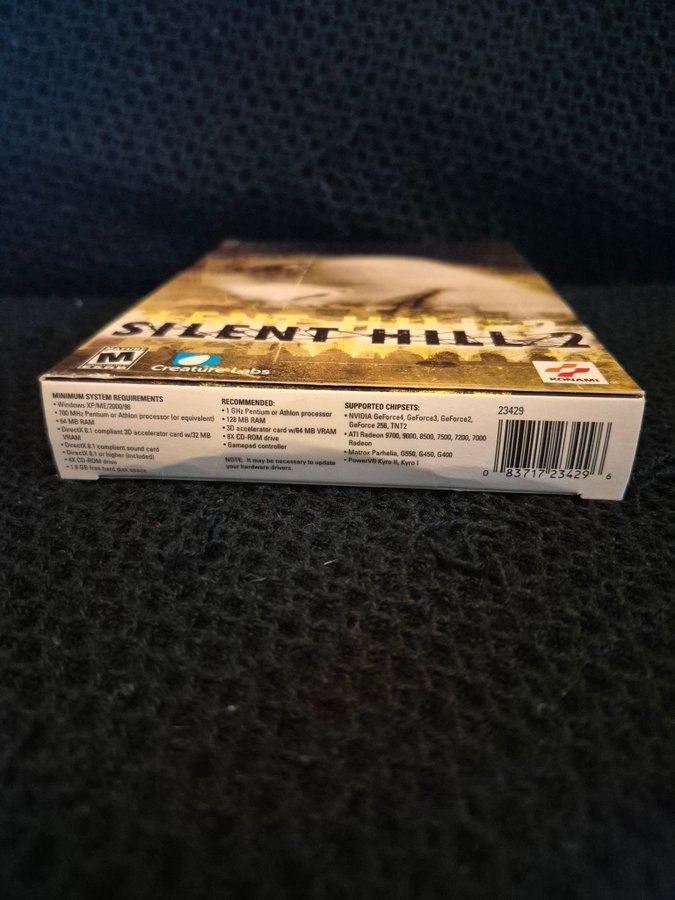 SILENT HILL 2
MATURE
M
Creature Labs
KONAMI
MINIMUM SYSTEM REQUIREMENTS
• Windows XP/ME/2000/98
• 700 MHz Pentium or Athlon processor (or equivalent)
• 64 MB RAM
• DirectX 8.1 compliant 3D accelerator card w/32 MB
VRAM
• DirectX 8.1 compliant sound card
• DirectX 8.1 or higher (included)
• 4X CD-ROM drive
• 1.8 GB free hard disk space
RECOMMENDED:
• 1 GHz Pentium or Athlon processor
• 128 MB RAM
• 3D accelerator card w/64 MB VRAM
• 8X CD-ROM drive
• Gamepad controller
NOTE: It may be necessary to update
your hardware drivers.
SUPPORTED CHIPSETS:
• NVIDIA GeForce4, GeForce3, GeForce2,
GeForce 256, TNT2
• ATI Radeon 9700, 9000, 8500, 7500, 7200, 7000
Radeon
• Matrox Parhelia, G550, G450, G400
• PowerVR Kyro II, Kyro I
23429
0 83717 23429 6